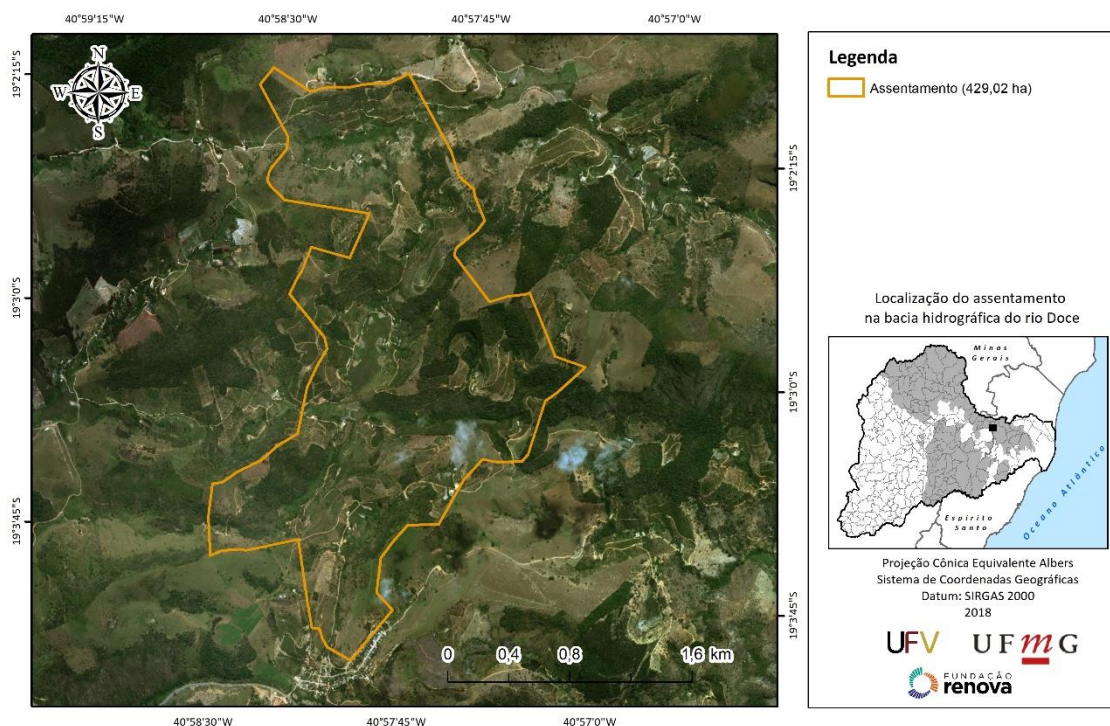 40°59'15"W
40°58'30"W
40°57'45"W
40°57'0"W
19°2'15"S
19°3'0"S
19°3'45"S
N
W
E
S
19°2'15"S
19°3'0"S
19°3'45"S
0
0,4
0,8
1,6 km
40°58'30"W
40°57'45"W
40°57'0"W
Legenda
Assentamento (429,02 ha)
Localização do assentamento
na bacia hidrográfica do rio Doce
Minas
Gerais
Espírito
Santo
Oceano Atlântico
Projeção Cônica Equivalente Albers
Sistema de Coordenadas Geográficas
Datum: SIRGAS 2000
2018
UFV
UFmG
FUNDAÇÃO
renova